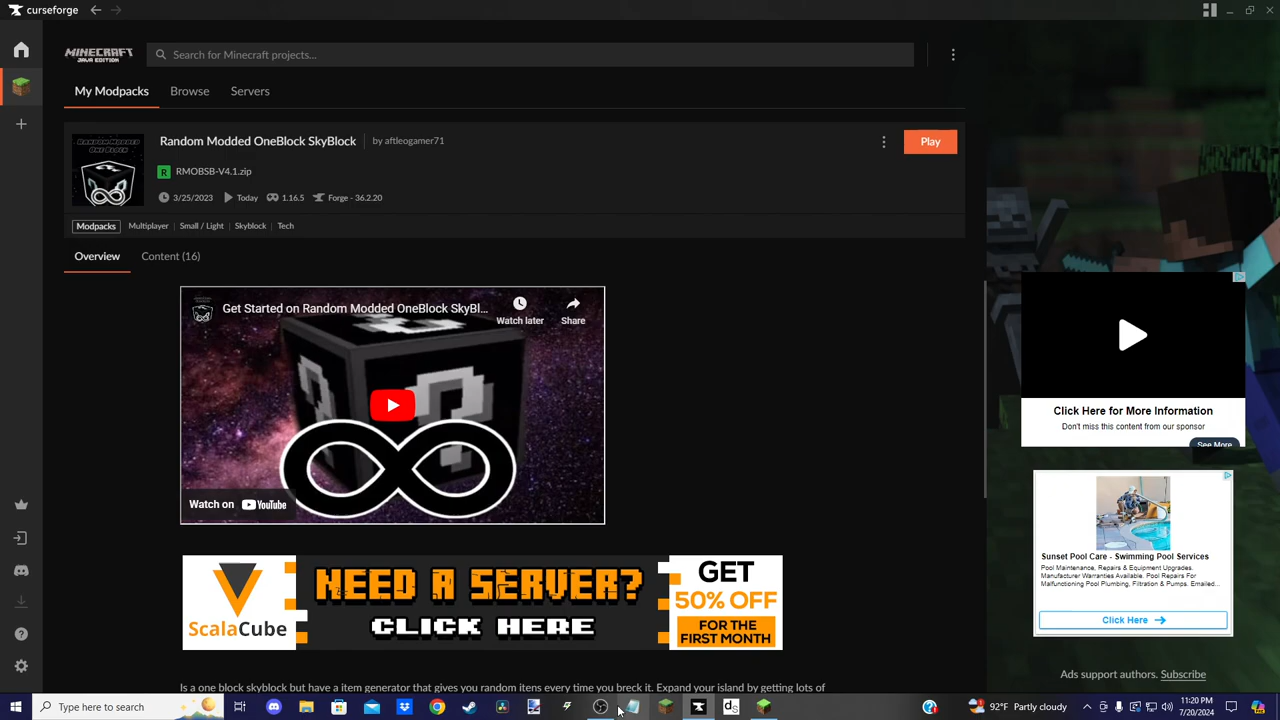 curseforge
MINECRAFT
JAVA EDITION
Search for Minecraft projects...
My Modpacks
Browse
Servers
Random Modded OneBlock SkyBlock
by aftleogamer71
Play
R
RMOBSB-V4.1.zip
3/25/2023
Today
1.16.5
Forge - 36.2.20
Modpacks
Multiplayer
Small / Light
Skyblock
Tech
Overview
Content (16)
Get Started on Random Modded OneBlock SkyBl...
Watch later
Share
Watch on YouTube
ScalaCube
NEED A SERVER?
CLICK HERE
GET
50% OFF
FOR THE
FIRST MONTH
Is a one block skyblock but have a item generator that gives you random itens every time you breck it. Expand your island by getting lots of
Click Here for More Information
Don't miss this content from our sponsor
See More
Sunset Pool Care - Swimming Pool Services
Pool Maintenance, Repairs & Equipment Upgrades.
Manufacturer Warranties Available. Pool Repairs For
Malfunctioning Pool Plumbing, Filtration & Pumps. Emailed...
Click Here
Ads support authors. Subscribe
Type here to search
ds
92°F Partly cloudy
11:20 PM
7/20/2024